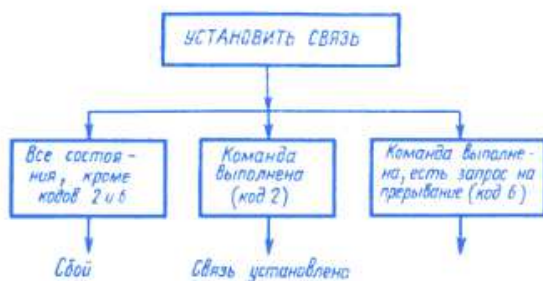 УСТАНОВИТЬ СВЯЗЬ
Все состоя-
ния, кроме
кодов 2 и 6
Команда
выполнена
(код 2)
Команда выполне-
на, есть запрос на
прерывание (код 6)
Сбой
Связь установлена